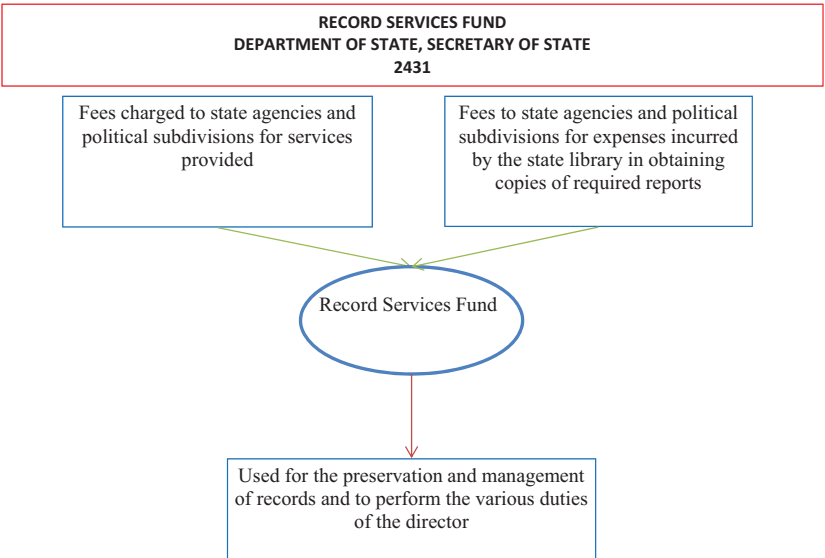 RECORD SERVICES FUND
DEPARTMENT OF STATE, SECRETARY OF STATE
2431
Fees charged to state agencies and
political subdivisions for services
provided
Fees to state agencies and political
subdivisions for expenses incurred
by the state library in obtaining
copies of required reports
Record Services Fund
Used for the preservation and management
of records and to perform the various duties
of the director